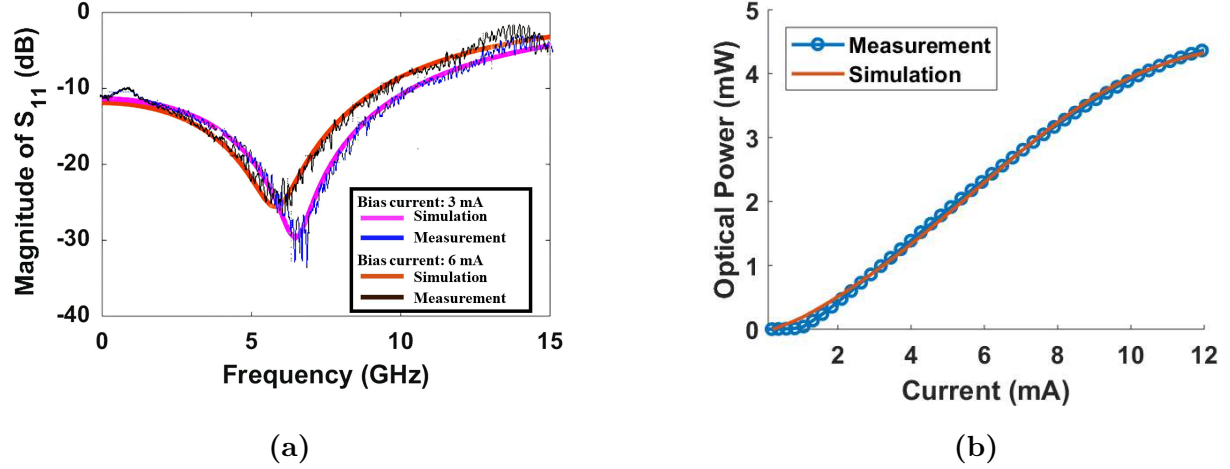 0
-10
-20
-30
-40
Magnitude of S11 (dB)
Bias current: 3 mA
Simulation
Measurement
Bias current: 6 mA
Simulation
Measurement
0
5
10
15
Frequency (GHz)
(a)
5
4
3
2
1
0
Optical Power (mW)
Measurement
Simulation
2
4
6
8
10
12
Current (mA)
(b)